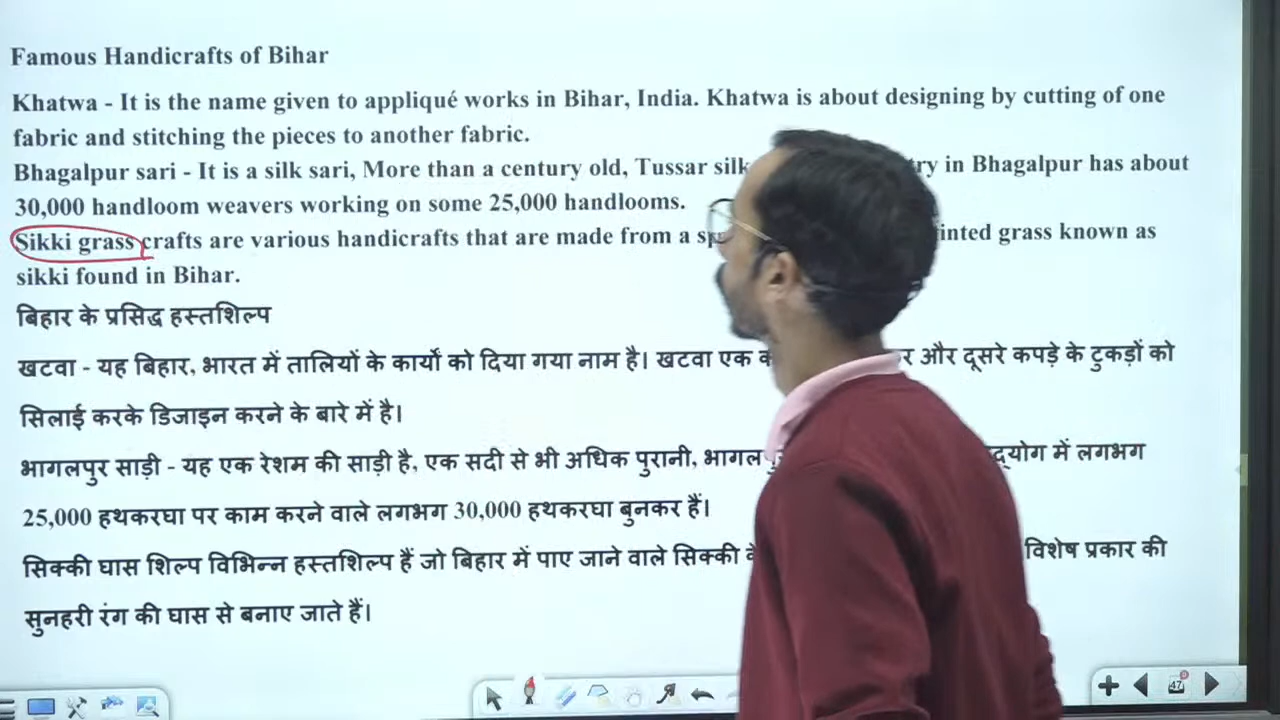 Famous Handicrafts of Bihar
Khatwa - It is the name given to appliqué works in Bihar, India. Khatwa is about designing by cutting of one
fabric and stitching the pieces to another fabric.
Bhagalpur sari - It is a silk sari, More than a century old, Tussar silk in Bhagalpur has about
30,000 handloom weavers working on some 25,000 handlooms.
Sikki grass crafts are various handicrafts that are made from a grass known as
sikki found in Bihar.
बिहार के प्रसिद्ध हस्तशिल्प
खटवा - यह बिहार, भारत में तालियों के कार्यों को दिया गया नाम है। खटवा एक और दूसरे कपड़े के टुकड़ों को
सिलाई करके डिजाइन करने के बारे में है।
भागलपुर साड़ी - यह एक रेशम की साड़ी है, एक सदी से भी अधिक पुरानी, में लगभग
25,000 हथकरघा पर काम करने वाले लगभग 30,000 हथकरघा बुनकर हैं।
सिक्की घास शिल्प विभिन्न हस्तशिल्प हैं जो बिहार में पाए जाने वाले सिक्की विशेष प्रकार की
सुनहरी रंग की घास से बनाए जाते हैं।
47